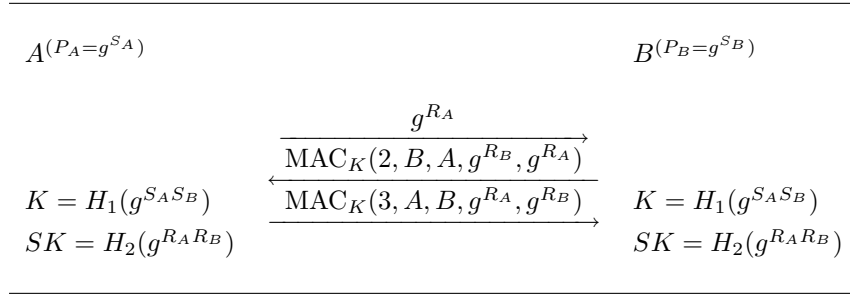 A^{(P_A=g^{S_A})} B^{(P_B=g^{S_B})}
g^{R_A}
MAC_K(2, B, A, g^{R_B}, g^{R_A})
K = H_1(g^{S_A S_B}) MAC_K(3, A, B, g^{R_A}, g^{R_B}) K = H_1(g^{S_A S_B})
SK = H_2(g^{R_A R_B}) SK = H_2(g^{R_A R_B})